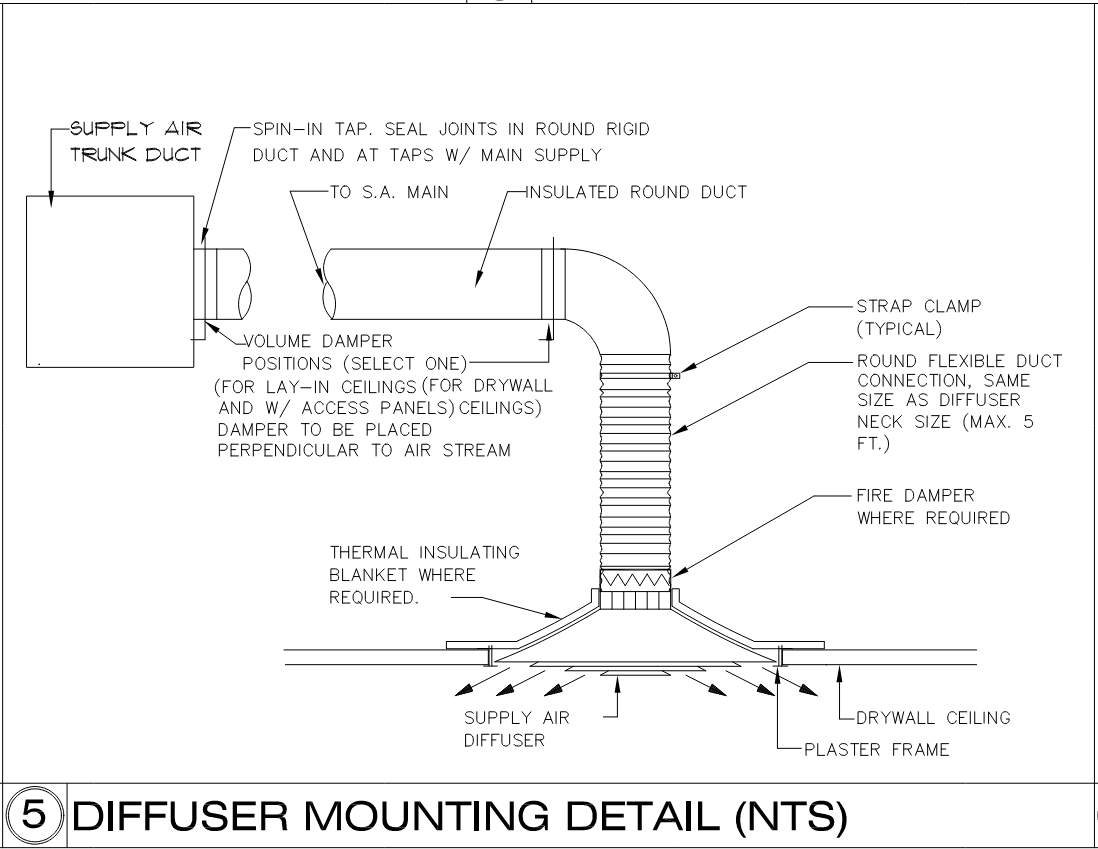 SUPPLY AIR
TRUNK DUCT
SPIN-IN TAP. SEAL JOINTS IN ROUND RIGID
DUCT AND AT TAPS W/ MAIN SUPPLY
TO S.A. MAIN
INSULATED ROUND DUCT
VOLUME DAMPER
POSITIONS (SELECT ONE)
(FOR LAY-IN CEILINGS (FOR DRYWALL
AND W/ ACCESS PANELS) CEILINGS)
DAMPER TO BE PLACED
PERPENDICULAR TO AIR STREAM
STRAP CLAMP
(TYPICAL)
ROUND FLEXIBLE DUCT
CONNECTION, SAME
SIZE AS DIFFUSER
NECK SIZE (MAX. 5
FT.)
FIRE DAMPER
WHERE REQUIRED
THERMAL INSULATING
BLANKET WHERE
REQUIRED.
SUPPLY AIR
DIFFUSER
DRYWALL CEILING
PLASTER FRAME
5 DIFFUSER MOUNTING DETAIL (NTS)